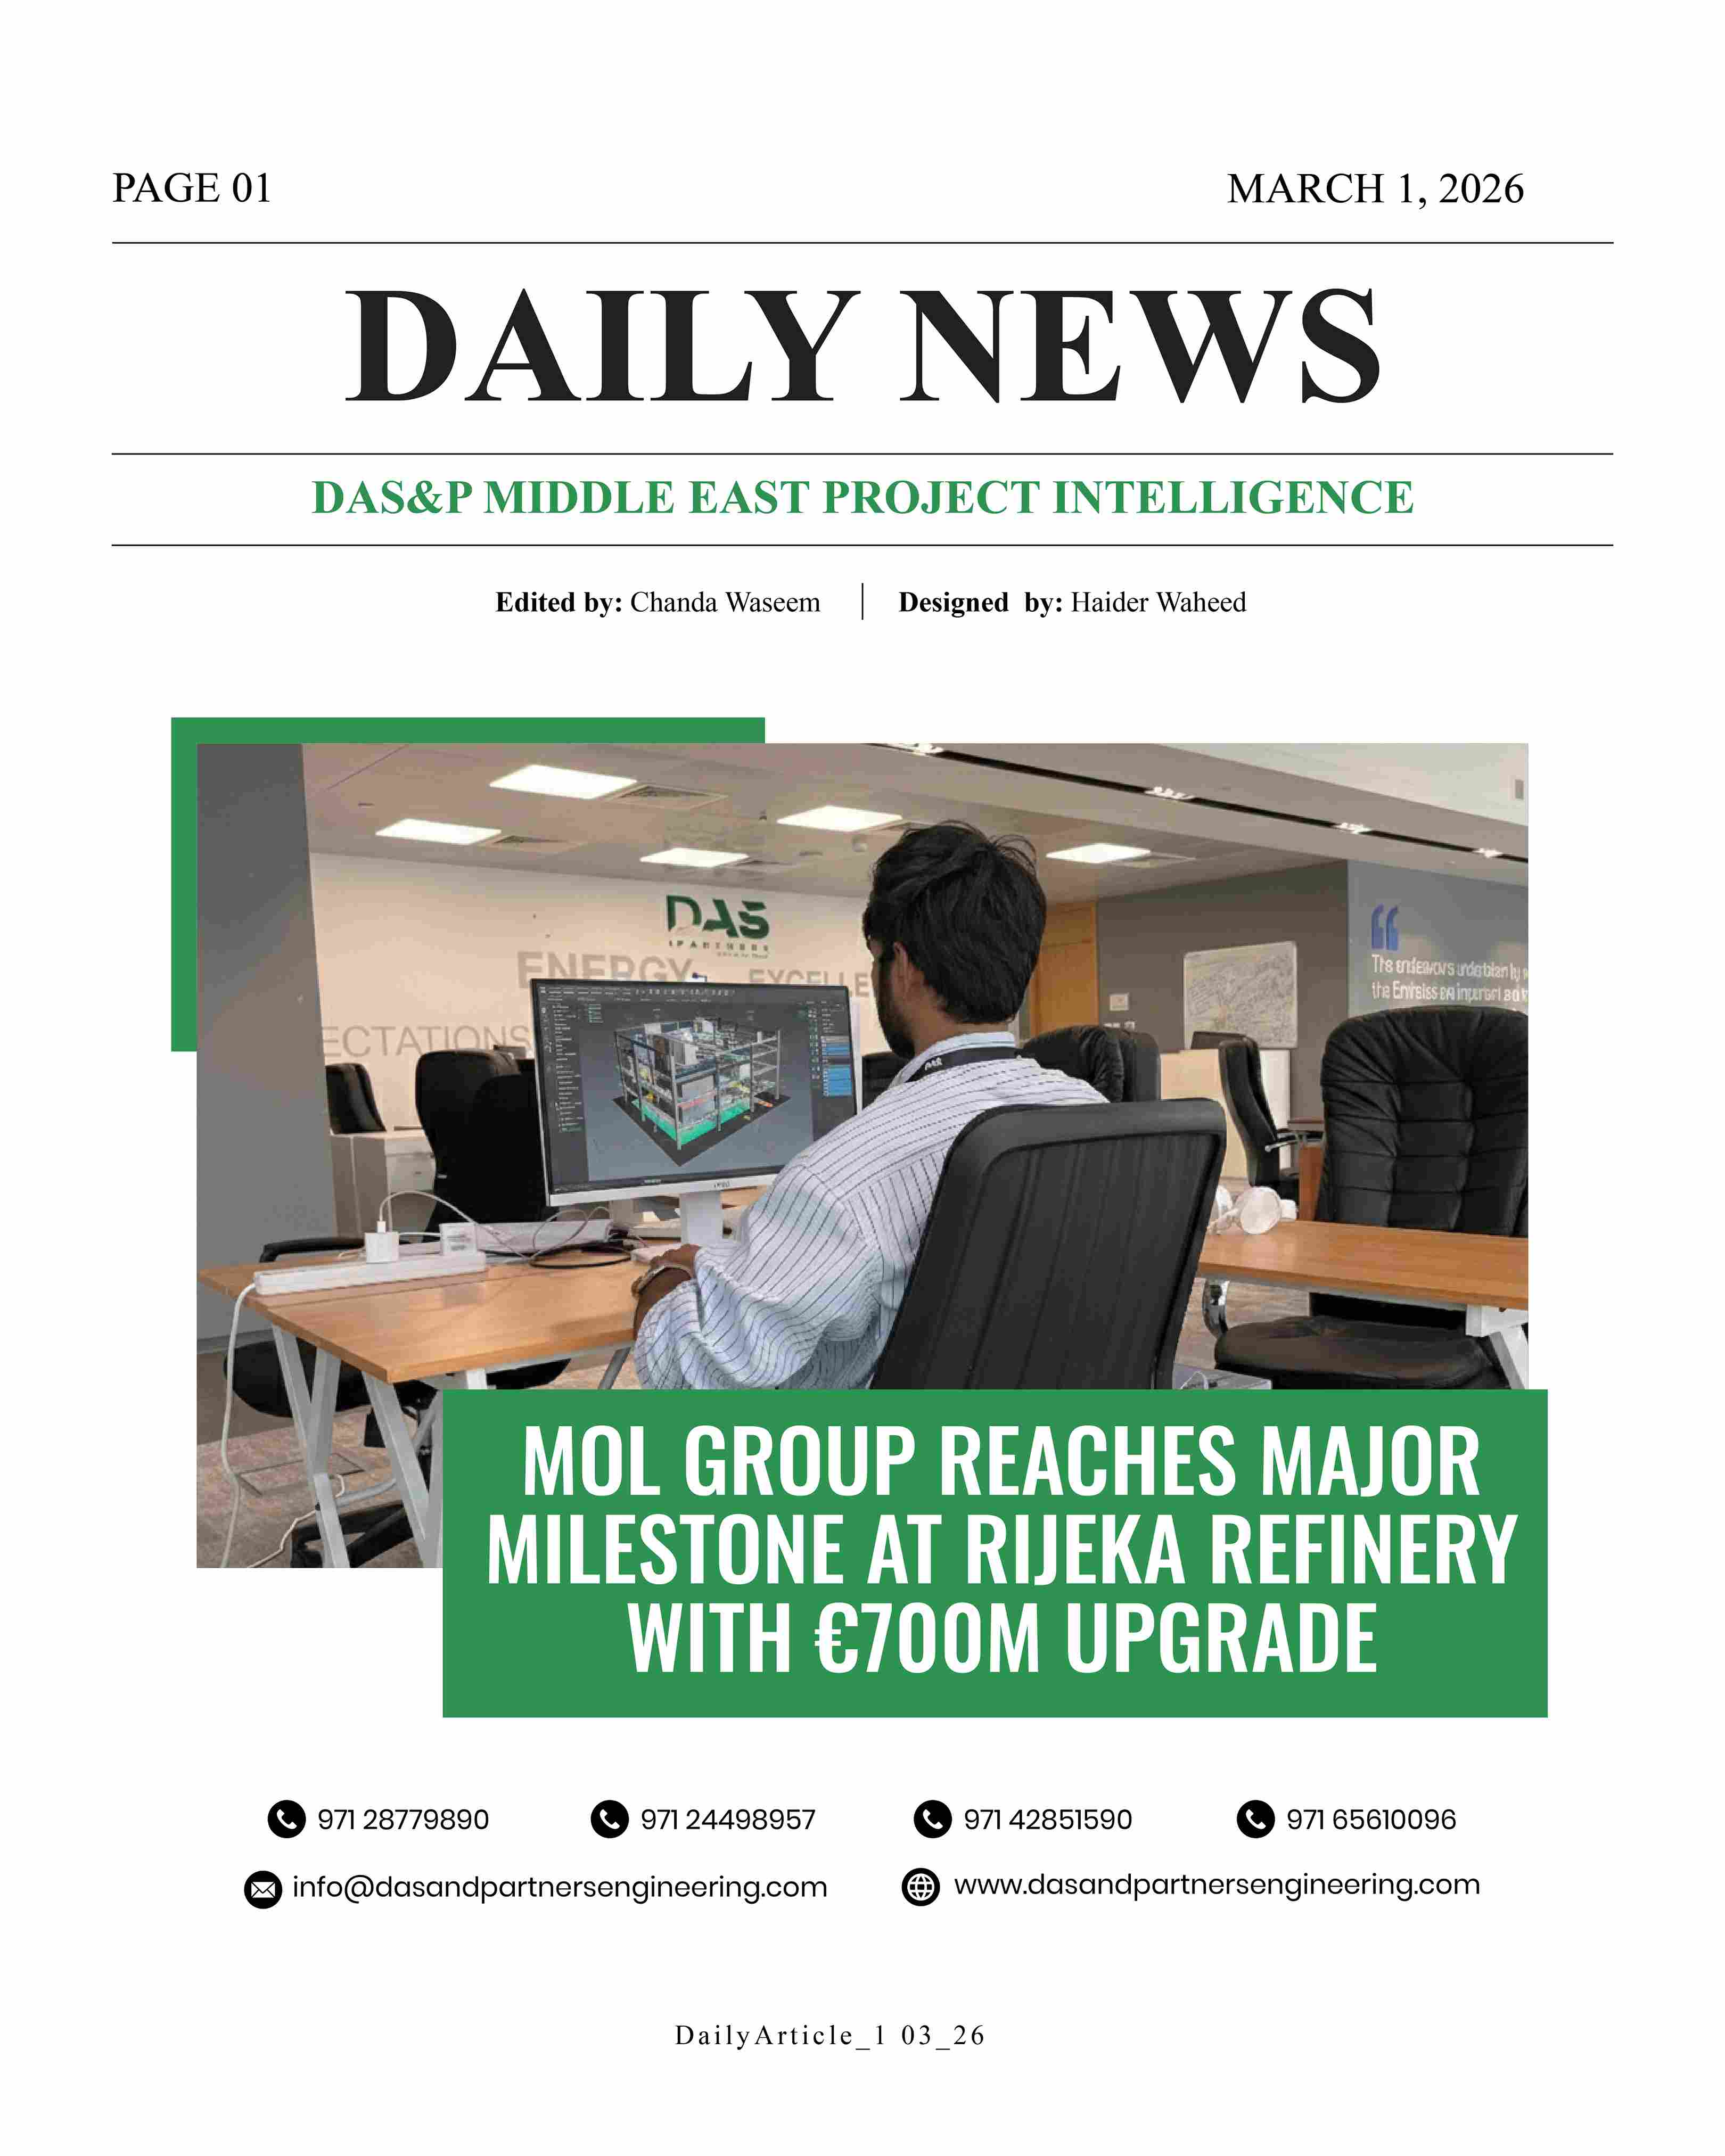 PAGE 01
MARCH 1, 2026
DAILY NEWS
DAS&P MIDDLE EAST PROJECT INTELLIGENCE
Edited by: Chanda Waseem
Designed by: Haider Waheed
DAS
ENERGY
EXCELLE
ECTATIONS
MOL GROUP REACHES MAJOR
MILESTONE AT RIJEKA REFINERY
WITH €700M UPGRADE
971 28779890
971 24498957
971 42851590
971 65610096
info@dasandpartnersengineering.com
www.dasandpartnersengineering.com
DailyArticle_1 03_26